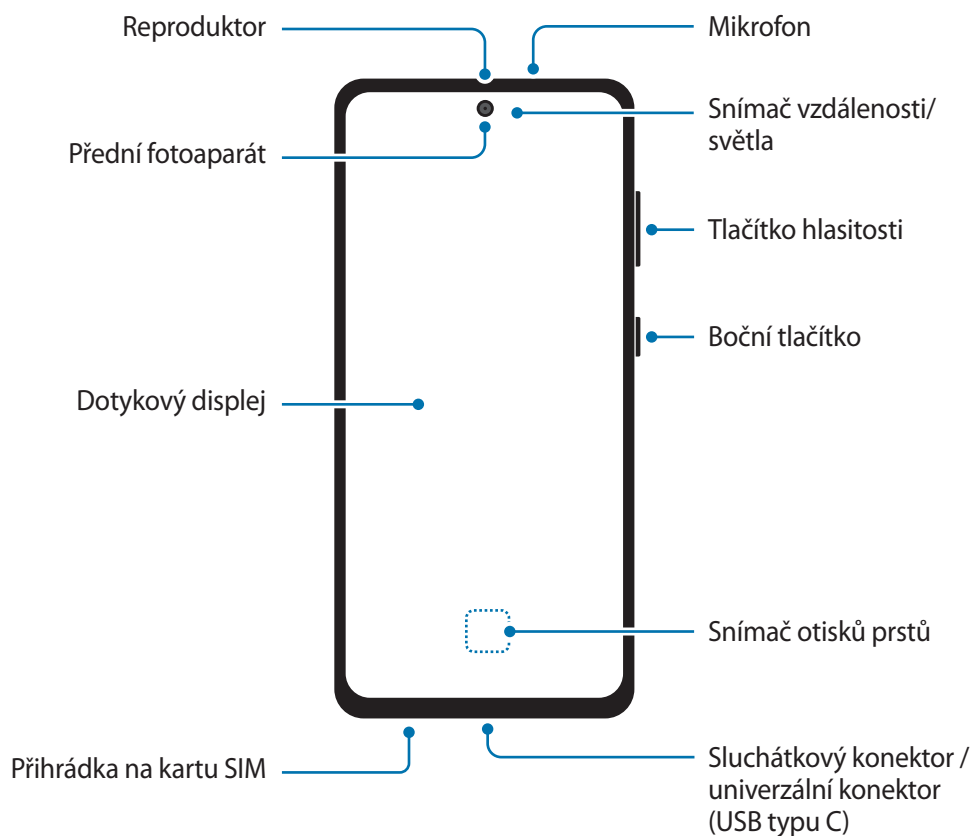 Reproduktor
Mikrofon
Snímač vzdálenosti/
světla
Přední fotoaparát
Tlačítko hlasitosti
Boční tlačítko
Dotykový displej
Snímač otisků prstů
Přihrádka na kartu SIM
Sluchátkový konektor /
univerzální konektor
(USB typu C)